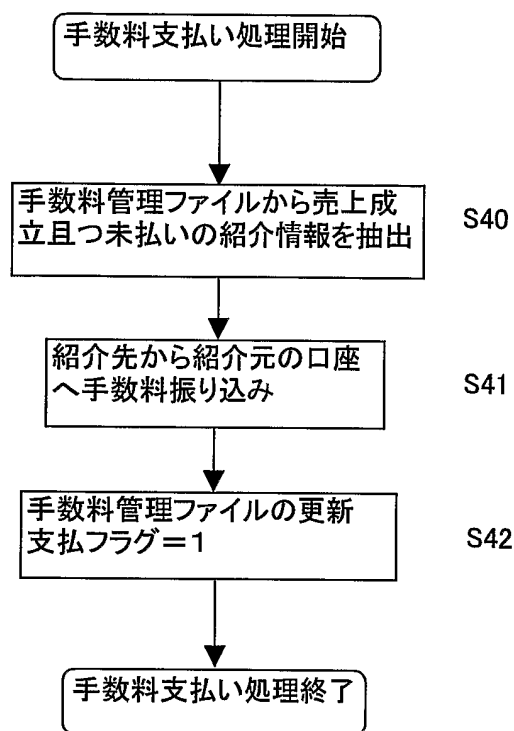 手数料支払い処理開始
手数料管理ファイルから売上成
立且つ未払いの紹介情報を抽出
S40
紹介先から紹介元の口座
へ手数料振り込み
S41
手数料管理ファイルの更新
支払フラグ=1
S42
手数料支払い処理終了